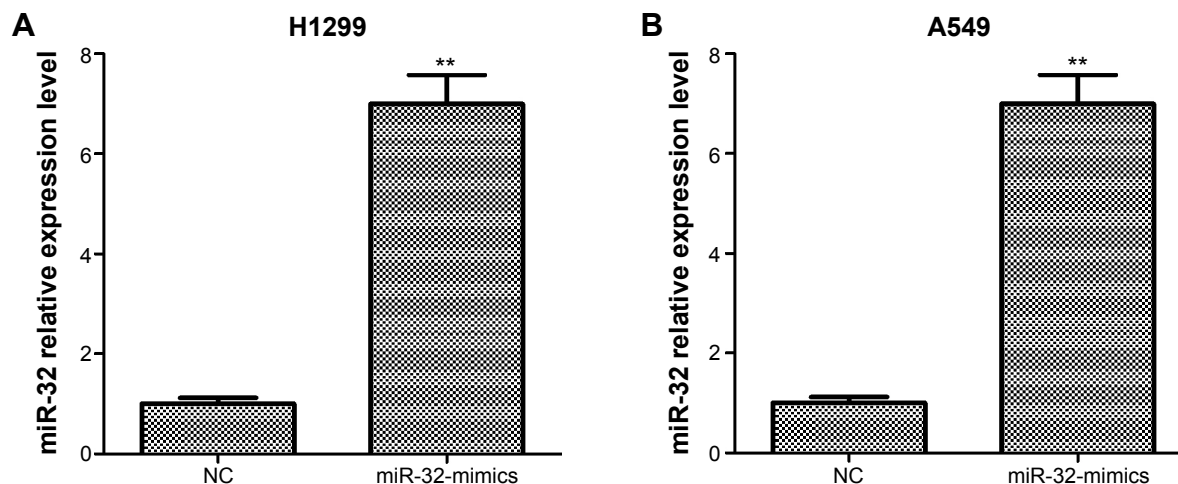 A
H1299
miR-32 relative expression level
8
6
4
2
0
**
NC
miR-32-mimics
B
A549
miR-32 relative expression level
8
6
4
2
0
**
NC
miR-32-mimics